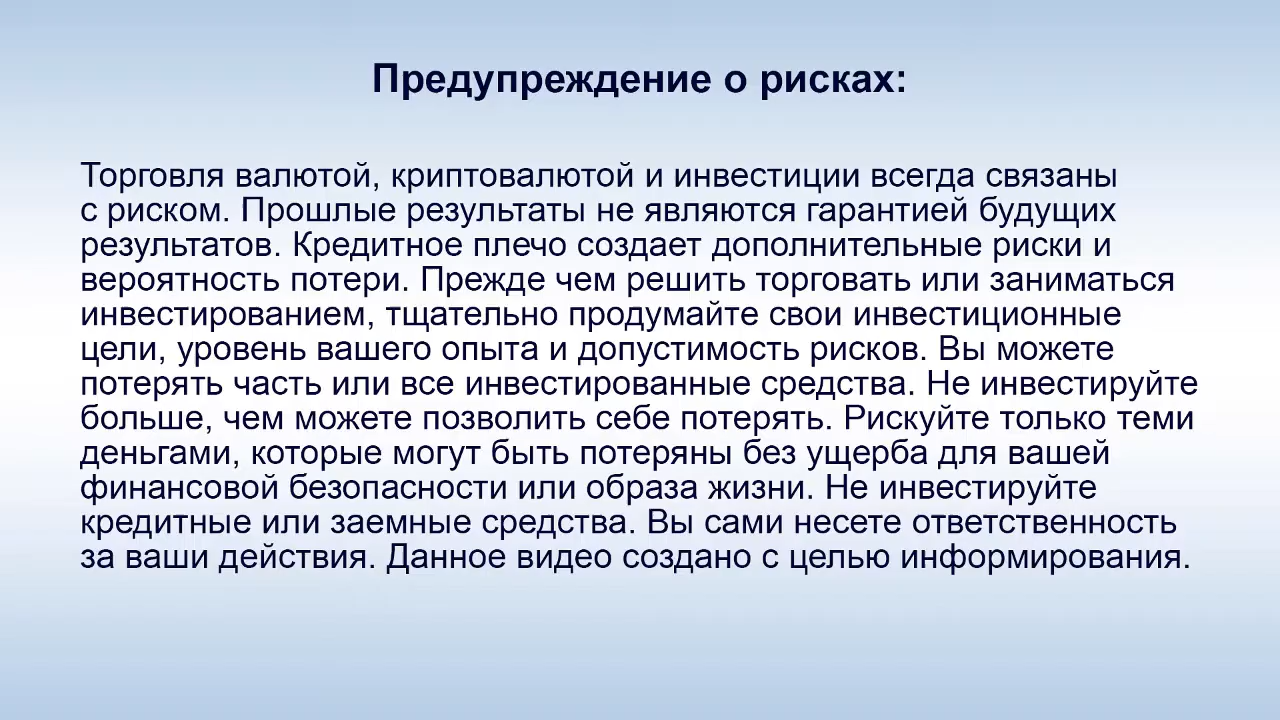 Предупреждение о рисках:
Торговля валютой, криптовалютой и инвестиции всегда связаны
с риском. Прошлые результаты не являются гарантией будущих
результатов. Кредитное плечо создает дополнительные риски и
вероятность потери. Прежде чем решить торговать или заниматься
инвестированием, тщательно продумайте свои инвестиционные
цели, уровень вашего опыта и допустимость рисков. Вы можете
потерять часть или все инвестированные средства. Не инвестируйте
больше, чем можете позволить себе потерять. Рискуйте только теми
деньгами, которые могут быть потеряны без ущерба для вашей
финансовой безопасности или образа жизни. Не инвестируйте
кредитные или заемные средства. Вы сами несете ответственность
за ваши действия. Данное видео создано с целью информирования.